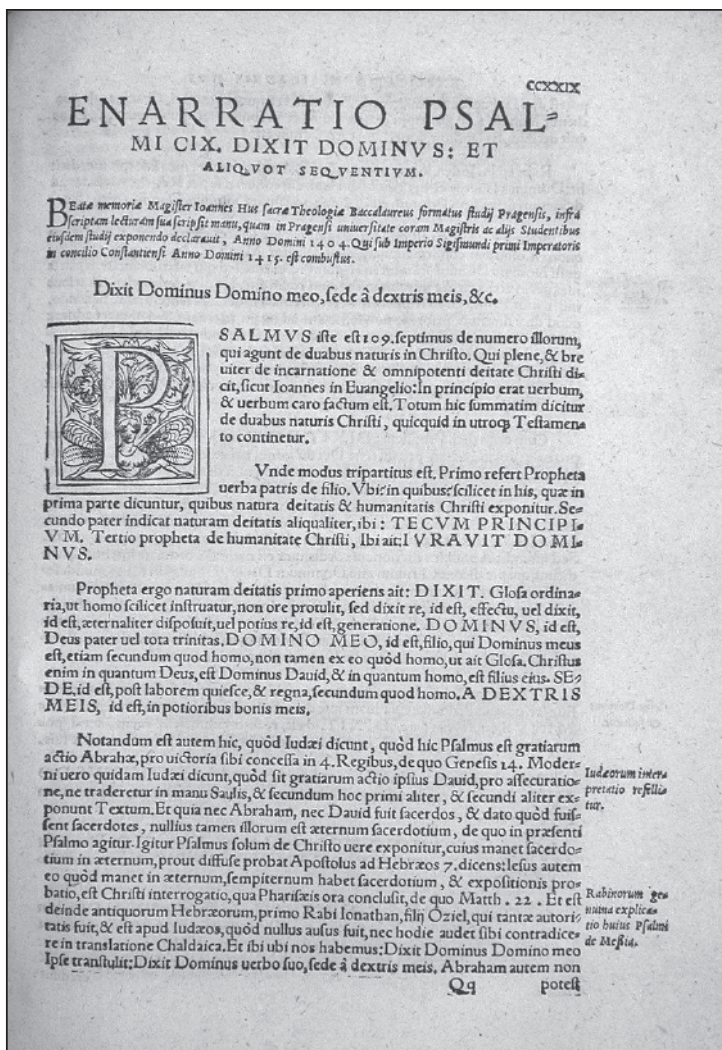 CCXXIX
ENARRATIO PSAL=
MI CIX. DIXIT DOMINVS: ET
ALIQVOT SEQVENTIVM.
BEatæ memoriæ Magister Ioannes Hus sacræ Theologiæ Baccalaureus formatus studij Pragensis, infrà
scriptam lecturam sua scripsit manu, quam in Pragensi uniuersitate coram Magistris ac alijs Studentibus
eiusdem studij exponendo declarauit, Anno Domini 1404. Qui sub Imperio Sigismundi primi Imperatoris
in concilio Constantiensi Anno Domini 1415. est combustus.
Dixit Dominus Domino meo, sede à dextris meis, &c.
PSALMVS iste est 109. septimus de numero illorum,
qui agunt de duabus naturis in Christo. Qui plene, & bre
uiter de incarnatione & omnipotenti deitate Christi di=
cit, sicut Ioannes in Euangelio: In principio erat uerbum,
& uerbum caro factum est. Totum hic summatim dicitur
de duabus naturis Christi, quicquid in utroq; Testamen=
to continetur.
Vnde modus tripartitus est. Primo refert Propheta
uerba patris de filio. Vbi: in quibus: scilicet in his, quæ in
prima parte dicuntur, quibus natura deitatis & humanitatis Christi exponitur. Se=
cundo pater indicat naturam deitatis aliqualiter, ibi: TECVM PRINCIPI=
VM. Tertio propheta de humanitate Christi, Ibi ait: IVRAVIT DOMI=
NVS.
Propheta ergo naturam deitatis primo aperiens ait: DIXIT. Glosa ordina=
ria, ut homo scilicet instruatur, non ore protulit, sed dixit re, id est, effectu, uel dixit,
id est, æternaliter disposuit, uel potius re, id est, generatione. DOMINVS, id est,
Deus pater uel tota trinitas. DOMINO MEO, id est, filio, qui Dominus meus
est, etiam secundum quod homo, non tamen ex eo quòd homo, ut ait Glosa. Christus
enim in quantum Deus, est Dominus Dauid, & in quantum homo, est filius eius. SE=
DE, id est, post laborem quiesce, & regna, secundum quod homo. A DEXTRIS
MEIS, id est, in potioribus bonis meis.
Notandum est autem hic, quòd Iudæi dicunt, quòd hic Psalmus est gratiarum
actio Abrahæ, pro uictoria sibi concessa in 4. Regibus, de quo Genesis 14. Moder=
ni uero quidam Iudæi dicunt, quòd sit gratiarum actio ipsius Dauid, pro assecuratio=
ne, ne traderetur in manu Saulis, & secundum hoc primi aliter, & secundi aliter ex=
ponunt Textum. Et quia nec Abraham, nec Dauid fuit sacerdos, & dato quòd fuis=
sent sacerdotes, nullius tamen illorum est æternum sacerdotium, de quo in præsenti
Psalmo agitur. Igitur Psalmus solum de Christo uere exponitur, cuius manet sacerdo=
tium in æternum, prout diffuse probat Apostolus ad Hebræos 7. dicens: Iesus autem
eo quòd manet in æternum, sempiternum habet sacerdotium, & expositionis pro=
batio, est Christi interrogatio, qua Pharisæis ora conclusit, de quo Matth. 22. Et est
deinde antiquorum Hebræorum, primo Rabi Ionathan, filij Oziel, qui tantæ autori=
tatis fuit, & est apud Iudæos, quòd nullus ausus fuit, nec hodie audet sibi contradice=
re in translatione Chaldaica. Et ibi ubi nos habemus: Dixit Dominus Domino meo
Ipse transtulit: Dixit Dominus uerbo suo, sede à dextris meis. Abraham autem non
Iudæorum inter
pretatio refelli=
tur.
Rabinorum ge=
nuina explica=
tio huius Psalmi
de Messia.
Qq potest